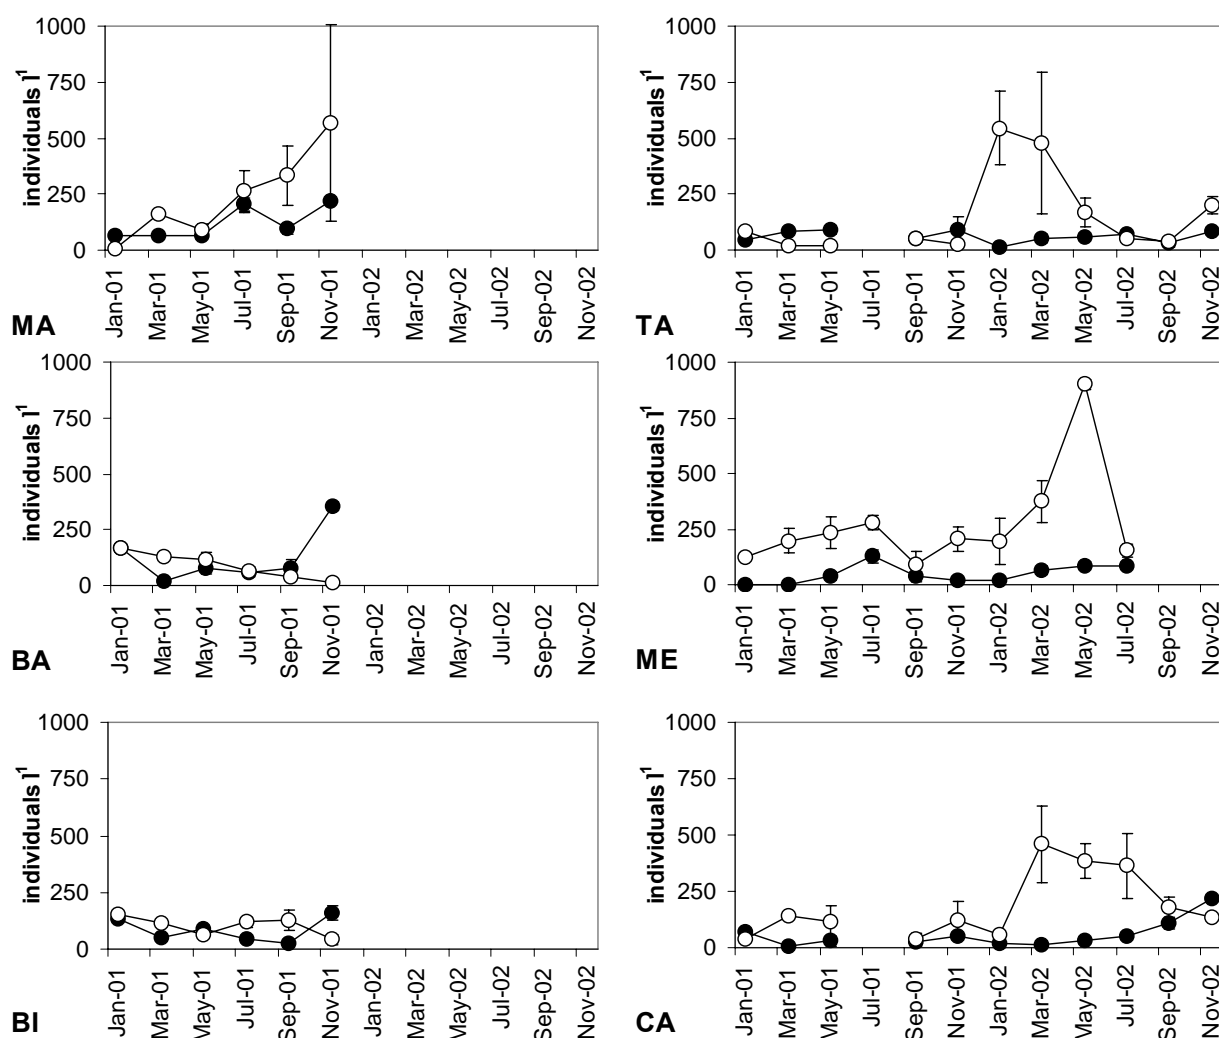 1000
750
500
250
0
individuals l¹
Jan-01
Mar-01
May-01
Jul-01
Sep-01
Nov-01
Jan-02
Mar-02
May-02
Jul-02
Sep-02
Nov-02
MA
1000
750
500
250
0
individuals l¹
Jan-01
Mar-01
May-01
Jul-01
Sep-01
Nov-01
Jan-02
Mar-02
May-02
Jul-02
Sep-02
Nov-02
TA
1000
750
500
250
0
individuals l¹
Jan-01
Mar-01
May-01
Jul-01
Sep-01
Nov-01
Jan-02
Mar-02
May-02
Jul-02
Sep-02
Nov-02
BA
1000
750
500
250
0
individuals l¹
Jan-01
Mar-01
May-01
Jul-01
Sep-01
Nov-01
Jan-02
Mar-02
May-02
Jul-02
Sep-02
Nov-02
ME
1000
750
500
250
0
individuals l¹
Jan-01
Mar-01
May-01
Jul-01
Sep-01
Nov-01
Jan-02
Mar-02
May-02
Jul-02
Sep-02
Nov-02
BI
1000
750
500
250
0
individuals l¹
Jan-01
Mar-01
May-01
Jul-01
Sep-01
Nov-01
Jan-02
Mar-02
May-02
Jul-02
Sep-02
Nov-02
CA